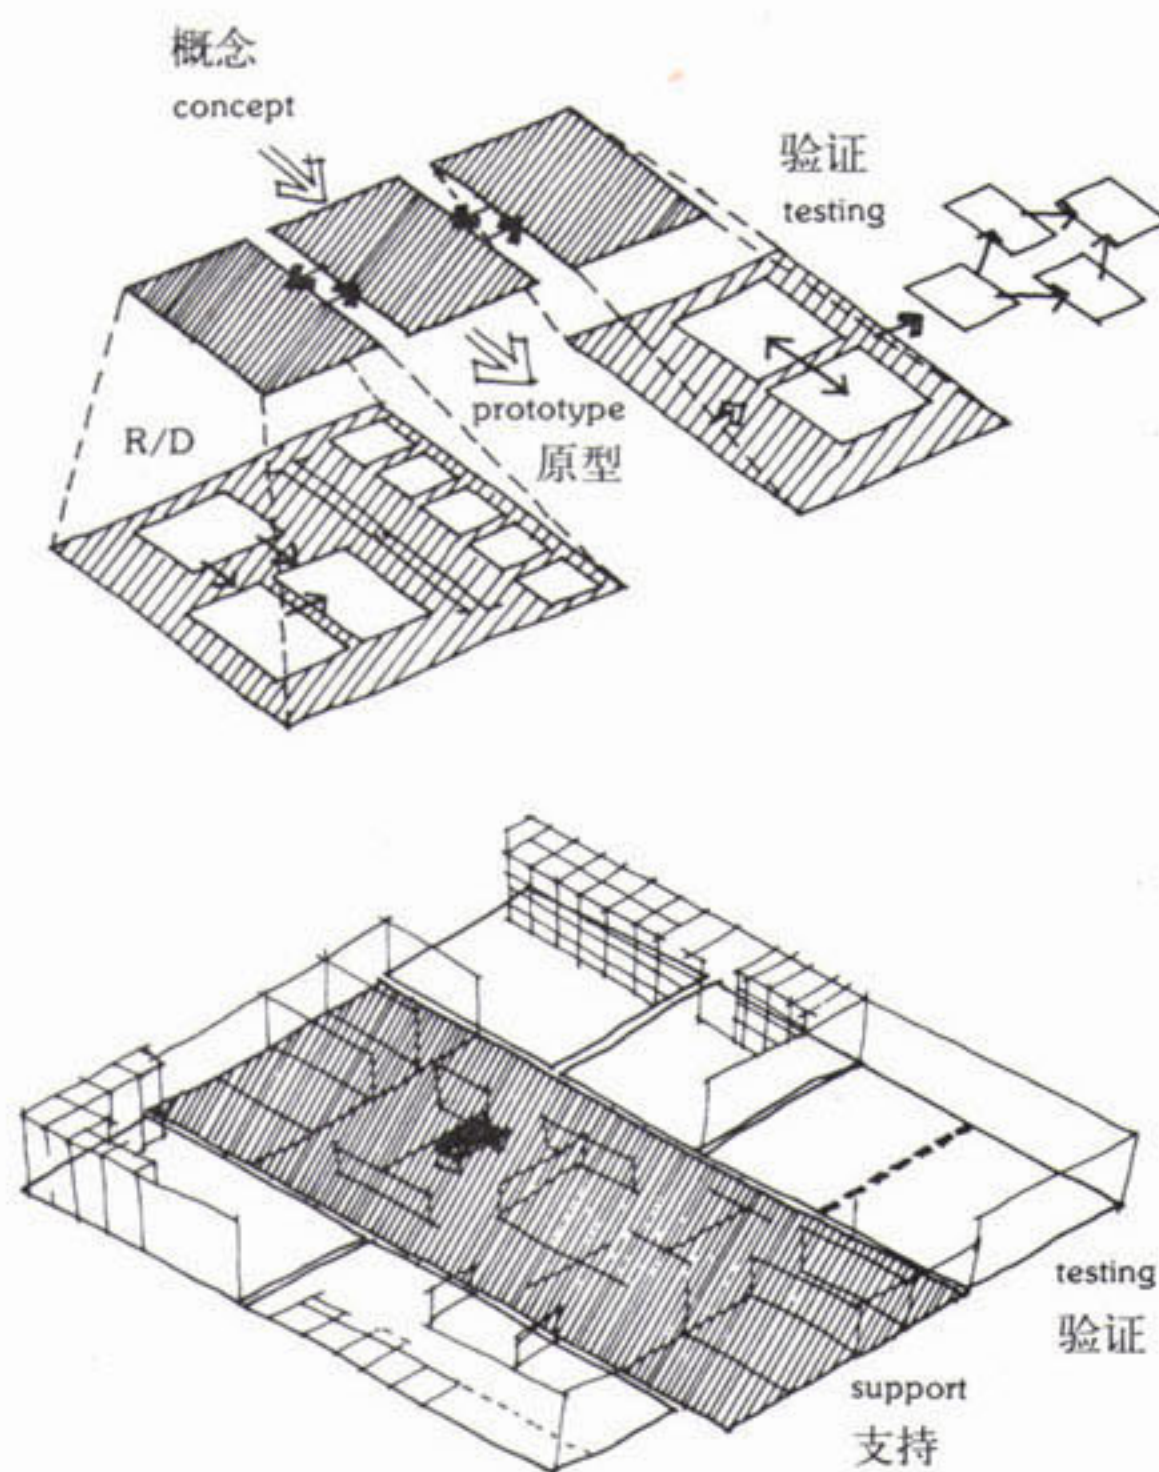 概念
concept
验证
testing
prototype
原型
R/D
testing
验证
support
支持